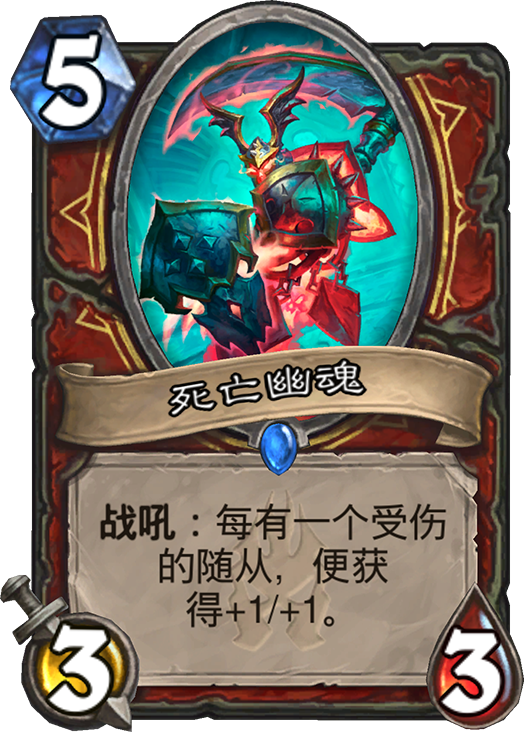 5
死亡幽魂
战吼：每有一个受伤
的随从，便获
得+1/+1。
3
3